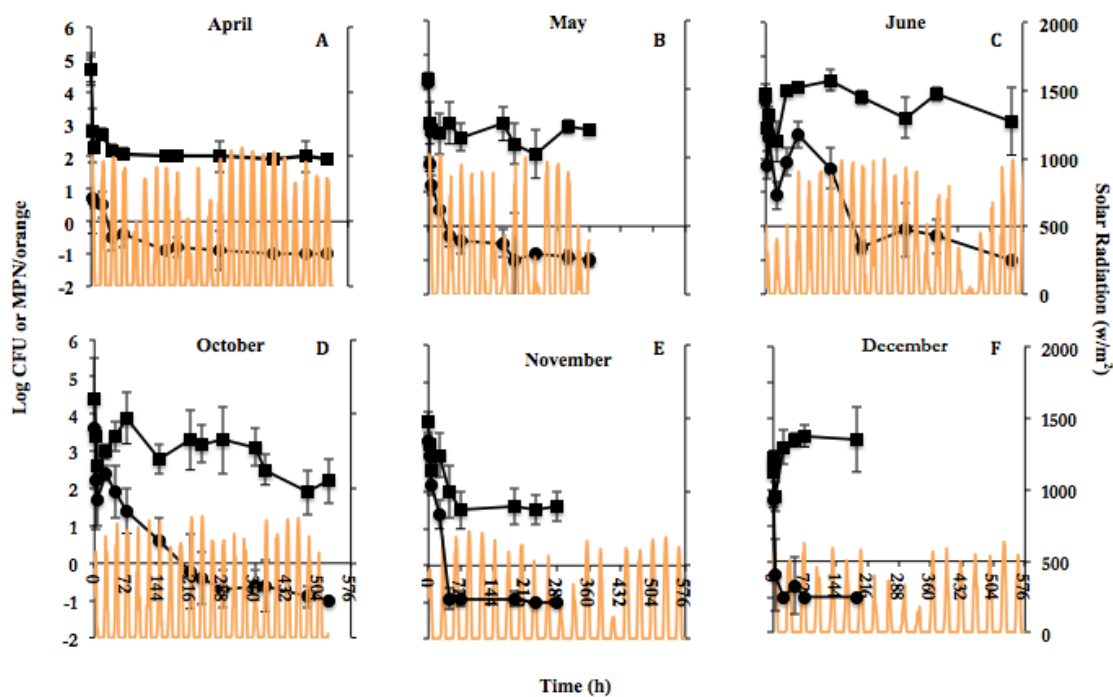 April
A
May
B
June
C
6
5
4
3
2
1
0
-1
-2
2000
1500
1000
500
0
Log CFU or MPN/orange
Solar Radiation (w/m2)
October
D
November
E
December
F
6
5
4
3
2
1
0
-1
-2
2000
1500
1000
500
0
0 72 144 216 288 360 432 504 576
0 72 144 216 288 360 432 504 576
0 72 144 216 288 360 432 504 576
Time (h)